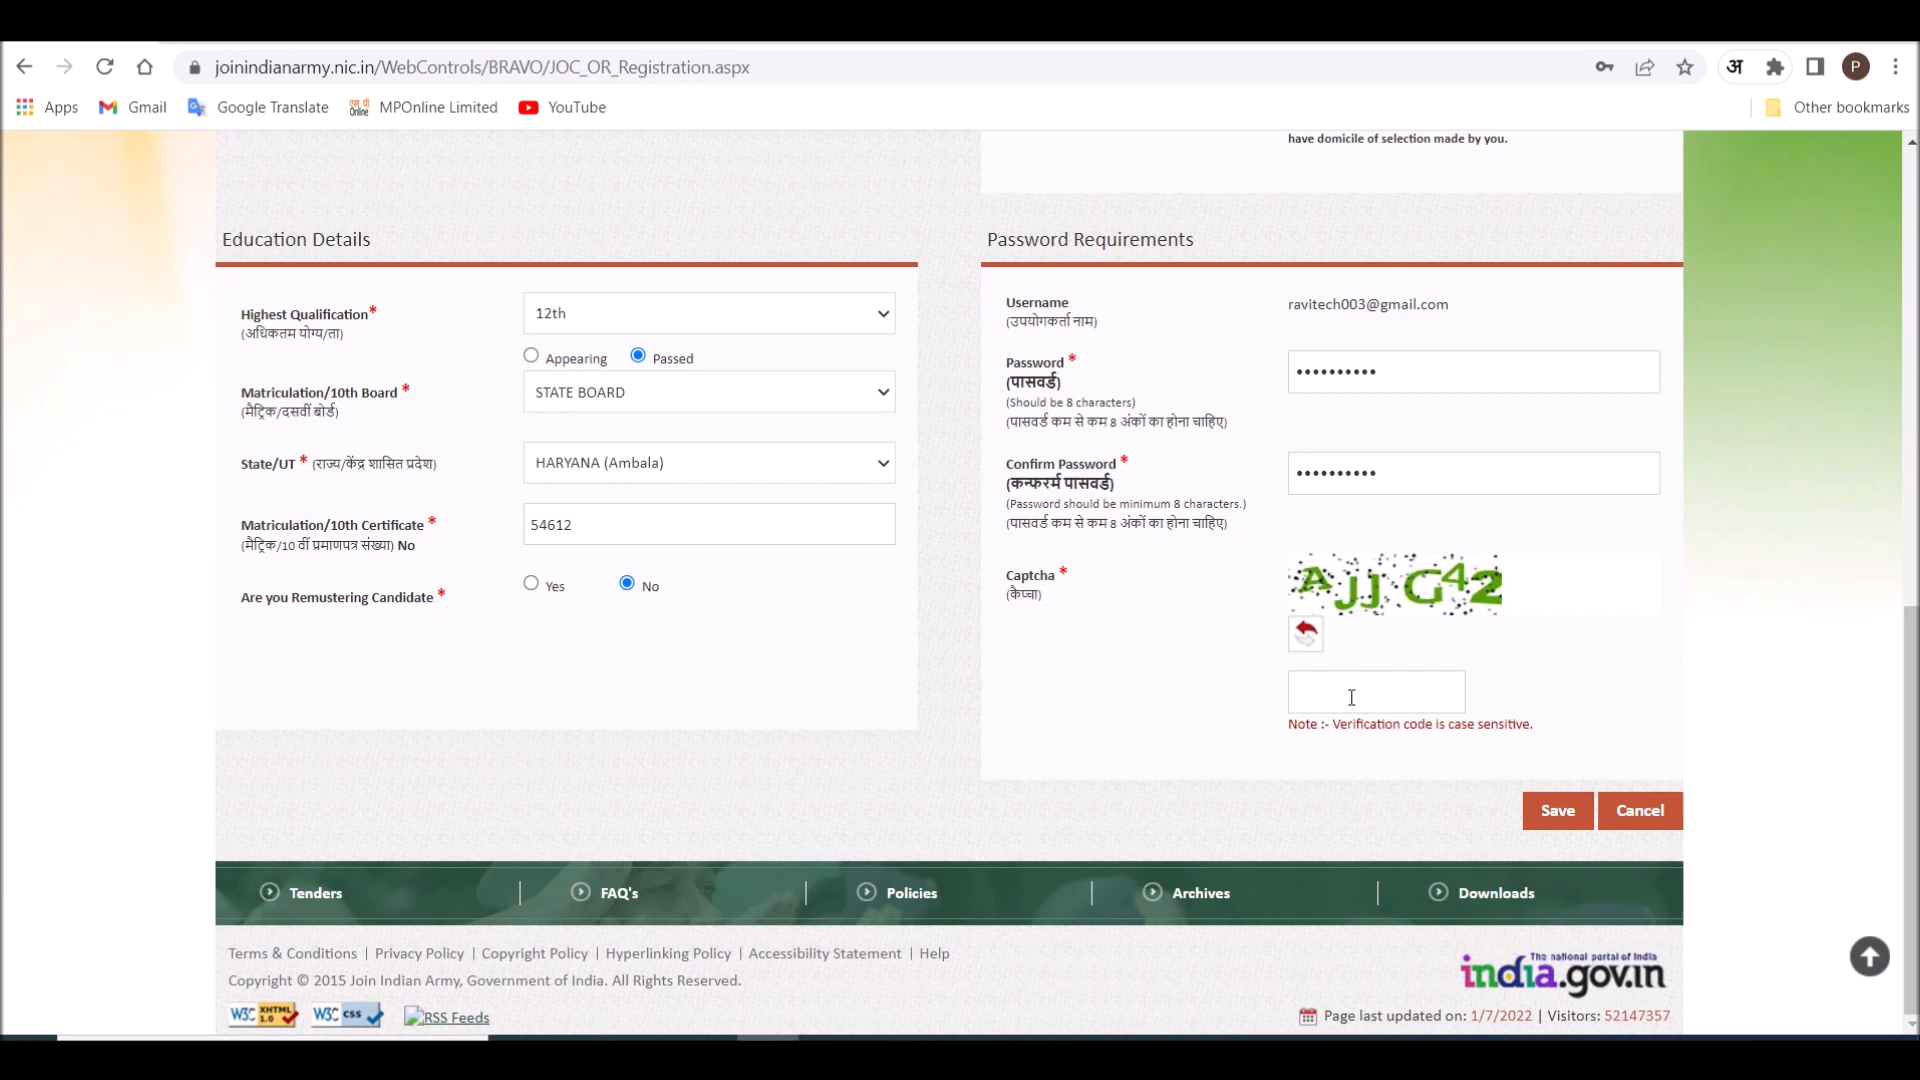 joinindianarmy.nic.in/WebControls/BRAVO/JOC_OR_Registration.aspx
अ
P
Apps
Gmail
Google Translate
MPOnline Limited
YouTube
Other bookmarks
have domicile of selection made by you.
Education Details
Highest Qualification*
(अधिकतम योग्य/ता)
12th
Appearing
Passed
Matriculation/10th Board *
(मैट्रिक/दसवीं बोर्ड)
STATE BOARD
State/UT * (राज्य/केंद्र शासित प्रदेश)
HARYANA (Ambala)
Matriculation/10th Certificate *
(मैट्रिक/10 वीं प्रमाणपत्र संख्या) No
54612
Are you Remustering Candidate *
Yes
No
Password Requirements
Username
(उपयोगकर्ता नाम)
ravitech003@gmail.com
Password *
(पासवर्ड)
(Should be 8 characters)
(पासवर्ड कम से कम 8 अंकों का होना चाहिए)
Confirm Password *
(कन्फरर्म पासवर्ड)
(Password should be minimum 8 characters.)
(पासवर्ड कम से कम 8 अंकों का होना चाहिए)
Captcha *
(कैप्चा)
AJJG42
Note :- Verification code is case sensitive.
Save
Cancel
Tenders
FAQ's
Policies
Archives
Downloads
Terms & Conditions | Privacy Policy | Copyright Policy | Hyperlinking Policy | Accessibility Statement | Help
Copyright © 2015 Join Indian Army, Government of India. All Rights Reserved.
W3C XHTML 1.0
W3C css
RSS Feeds
The national portal of India
india.gov.in
Page last updated on: 1/7/2022 | Visitors: 52147357